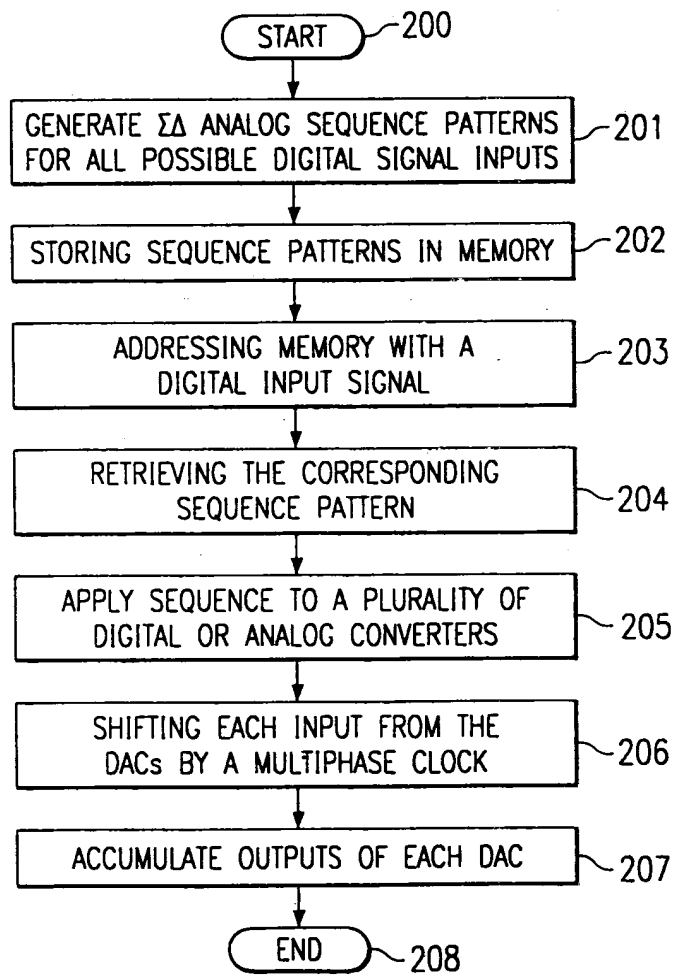 START
200
GENERATE ΣΔ ANALOG SEQUENCE PATTERNS
FOR ALL POSSIBLE DIGITAL SIGNAL INPUTS
201
STORING SEQUENCE PATTERNS IN MEMORY
202
ADDRESSING MEMORY WITH A
DIGITAL INPUT SIGNAL
203
RETRIEVING THE CORRESPONDING
SEQUENCE PATTERN
204
APPLY SEQUENCE TO A PLURALITY OF
DIGITAL OR ANALOG CONVERTERS
205
SHIFTING EACH INPUT FROM THE
DACs BY A MULTIPHASE CLOCK
206
ACCUMULATE OUTPUTS OF EACH DAC
207
END
208